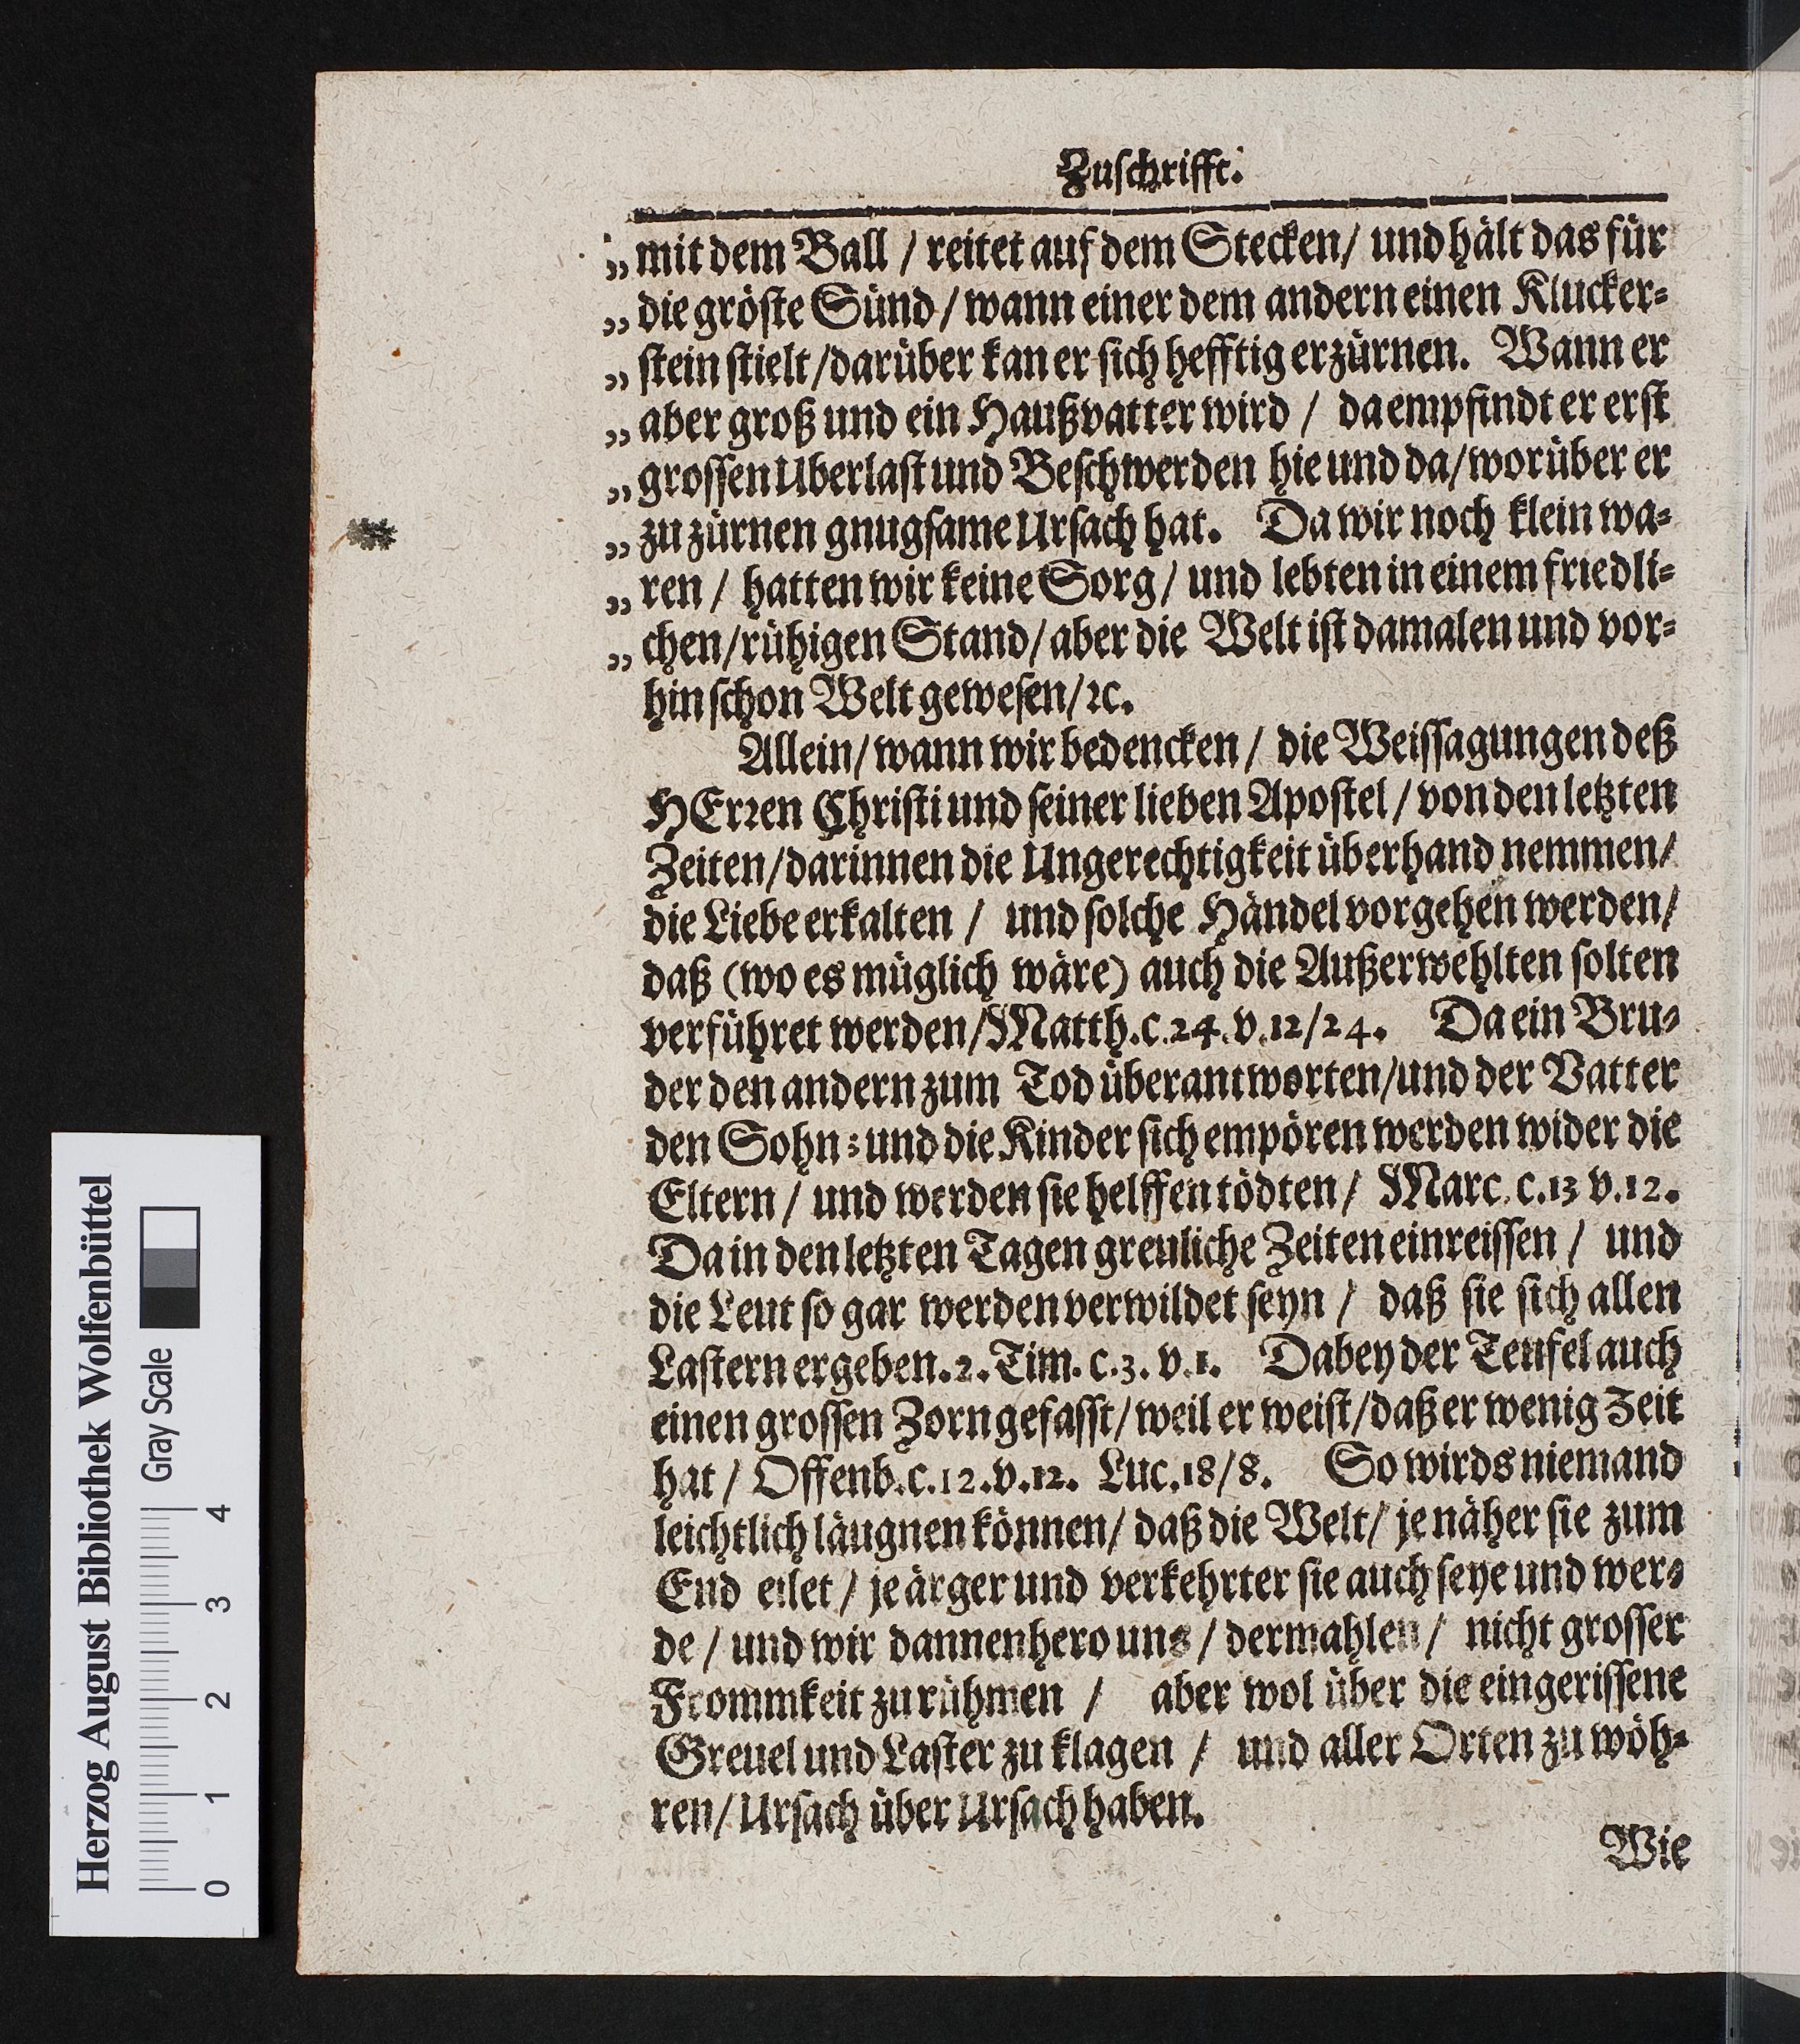 Zuschrifft.
„ mit dem Ball / reitet auf dem Stecken / und hält das für
„ die gröste Sünd / wann einer dem andern einen Klucker-
„ stein stielt / darüber kan er sich hefftig erzürnen. Wann er
„ aber groß und ein Haußvatter wird / da empfindt er erst
„ grossen Uberlast und Beschwerden hie und da / worüber er
„ zu zürnen gnugsame Ursach hat. Da wir noch klein wa-
„ ren / hatten wir keine Sorg / und lebten in einem friedli-
„ chen / rühigen Stand / aber die Welt ist damalen und vor-
hin schon Welt gewesen / ꝛc.
Allein / wann wir bedencken / die Weissagungen deß
HErꝛen Christi und seiner lieben Apostel / von den letzten
Zeiten / darinnen die Ungerechtigkeit überhand nemmen /
die Liebe erkalten / und solche Händel vorgehen werden /
daß (wo es müglich wäre) auch die Außerwehlten solten
verführet werden / Matth. c. 24. v. 12 / 24. Da ein Bru-
der den andern zum Tod überantworten / und der Vatter
den Sohn : und die Kinder sich empören werden wider die
Eltern / und werden sie helffen tödten / Marc. c. 13 v. 12.
Da in den letzten Tagen greuliche Zeiten einreissen / und
die Leut so gar werden verwildet seyn / daß sie sich allen
Lastern ergeben. 2. Tim. c. 3. v. 1. Dabey der Teufel auch
einen grossen Zorn gefasst / weil er weist / daß er wenig Zeit
hat / Offenb. c. 12. v. 12. Luc. 18 / 8. So wirds niemand
leichtlich läugnen können / daß die Welt / je näher sie zum
End eilet / je ärger und verkehrter sie auch seye und wer-
de / und wir dannenhero uns / dermahlen / nicht grosser
Frommkeit zu rühmen / aber wol über die eingerissene
Greuel und Laster zu klagen / und aller Orten zu wöh-
ren / Ursach über Ursach haben.
Wie
Herzog August Bibliothek Wolfenbüttel
Gray Scale
0 1 2 3 4